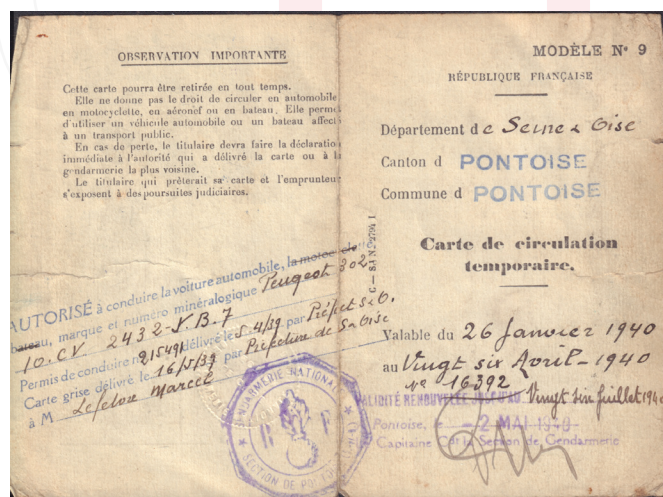 OBSERVATION IMPORTANTE
Cette carte pourra être retirée en tout temps.
Elle ne donne pas le droit de circuler en automobile
en motocyclette, en aéronef ou en bateau. Elle permet
d'utiliser un véhicule automobile ou un bateau affecté
à un transport public.
En cas de perte, le titulaire devra faire la déclaration
immédiate à l'autorité qui a délivré la carte ou à la
gendarmerie la plus voisine.
Le titulaire qui prêterait sa carte et l'emprunteur
s'exposent à des poursuites judiciaires.
AUTORISÉ à conduire la voiture automobile, la motocyclette
bateau, marque et numéro minéralogique Peugeot 302
10.CV 2432-Y.B.7
Permis de conduire no 215491 délivré le 5/4/39 par Préfet S.O.
Carte grise délivré le 16/5/39 par Préfecture de S.&Oise
à M Lefebvre Marcel
GENDARMERIE NATIONALE
SECTION DE PONTOISE
MODÈLE No 9
RÉPUBLIQUE FRANÇAISE
Département de Seine & Oise
Canton d PONTOISE
Commune d PONTOISE
Carte de circulation
temporaire.
Valable du 26 Janvier 1940
au Vingt six Avril - 1940
No 16392
VALIDITÉ RENOUVELÉE JUSQU'AU Vingt six juillet 1940
Pontoise, le - 2 MAI 1940
Capitaine Cdt la Section de Gendarmerie